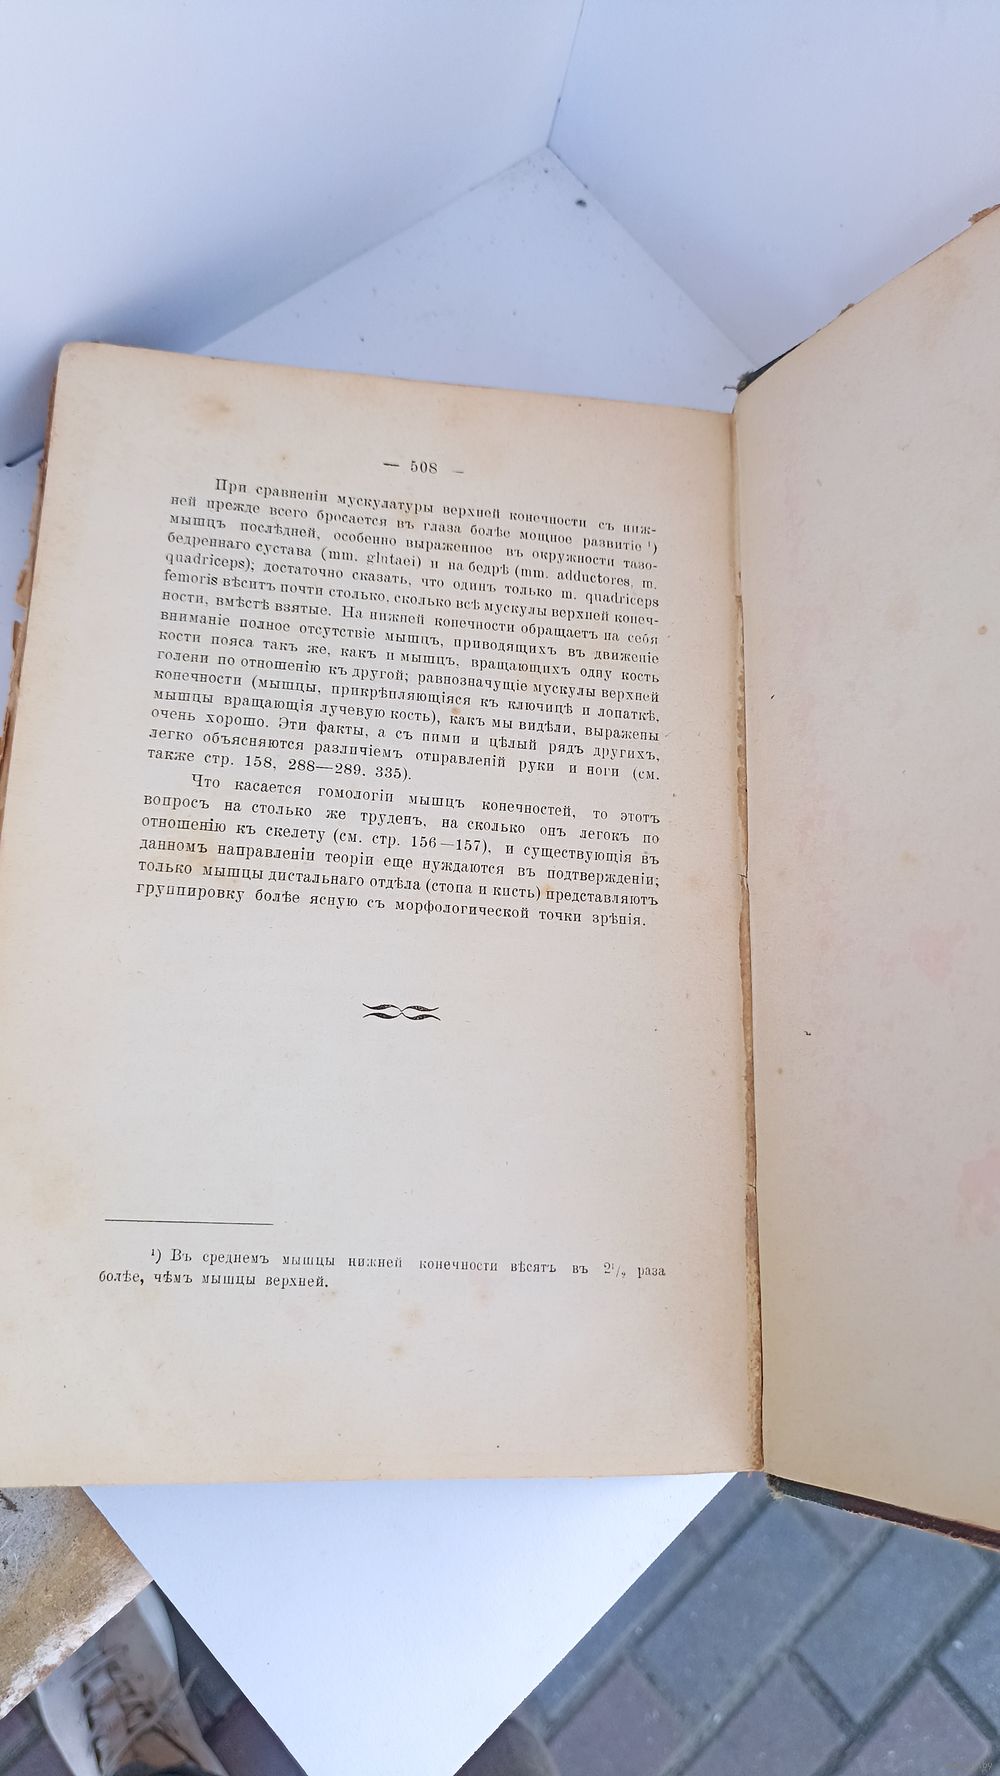 — 508 —
При сравненіи мускулатуры верхней конечности съ ниж-
ней прежде всего бросается въ глаза болѣе мощное развитіе ¹)
мышцъ послѣдней, особенно выраженное въ окружности тазо-
бедреннаго сустава (mm. glutaei) и на бедрѣ (mm. adductores, m.
quadriceps); достаточно сказать, что одинъ только m. quadriceps
femoris вѣситъ почти столько, сколько всѣ мускулы верхней конеч-
ности, вмѣстѣ взятые. На нижней конечности обращаетъ на себя
вниманіе полное отсутствіе мышцъ, приводящихъ въ движеніе
кости пояса такъ же, какъ и мышцъ, вращающихъ одну кость
голени по отношенію къ другой; равнозначущіе мускулы верхней
конечности (мышцы, прикрѣпляющіяся къ ключицѣ и лопаткѣ,
мышцы вращающія лучевую кость), какъ мы видѣли, выражены
очень хорошо. Эти факты, а съ ними и цѣлый рядъ другихъ,
легко объясняются различіемъ отправленій руки и ноги (см.
также стр. 158, 288—289. 335).
Что касается гомологіи мышцъ конечностей, то этотъ
вопросъ на столько же труденъ, на сколько онъ легокъ по
отношенію къ скелету (см. стр. 156—157), и существующія въ
данномъ направленіи теоріи еще нуждаются въ подтвержденіи;
только мышцы дистальнаго отдѣла (стопа и кисть) представляютъ
группировку болѣе ясную съ морфологической точки зрѣнія.
¹) Въ среднемъ мышцы нижней конечности вѣсятъ въ 2¹/₂ раза
болѣе, чѣмъ мышцы верхней.